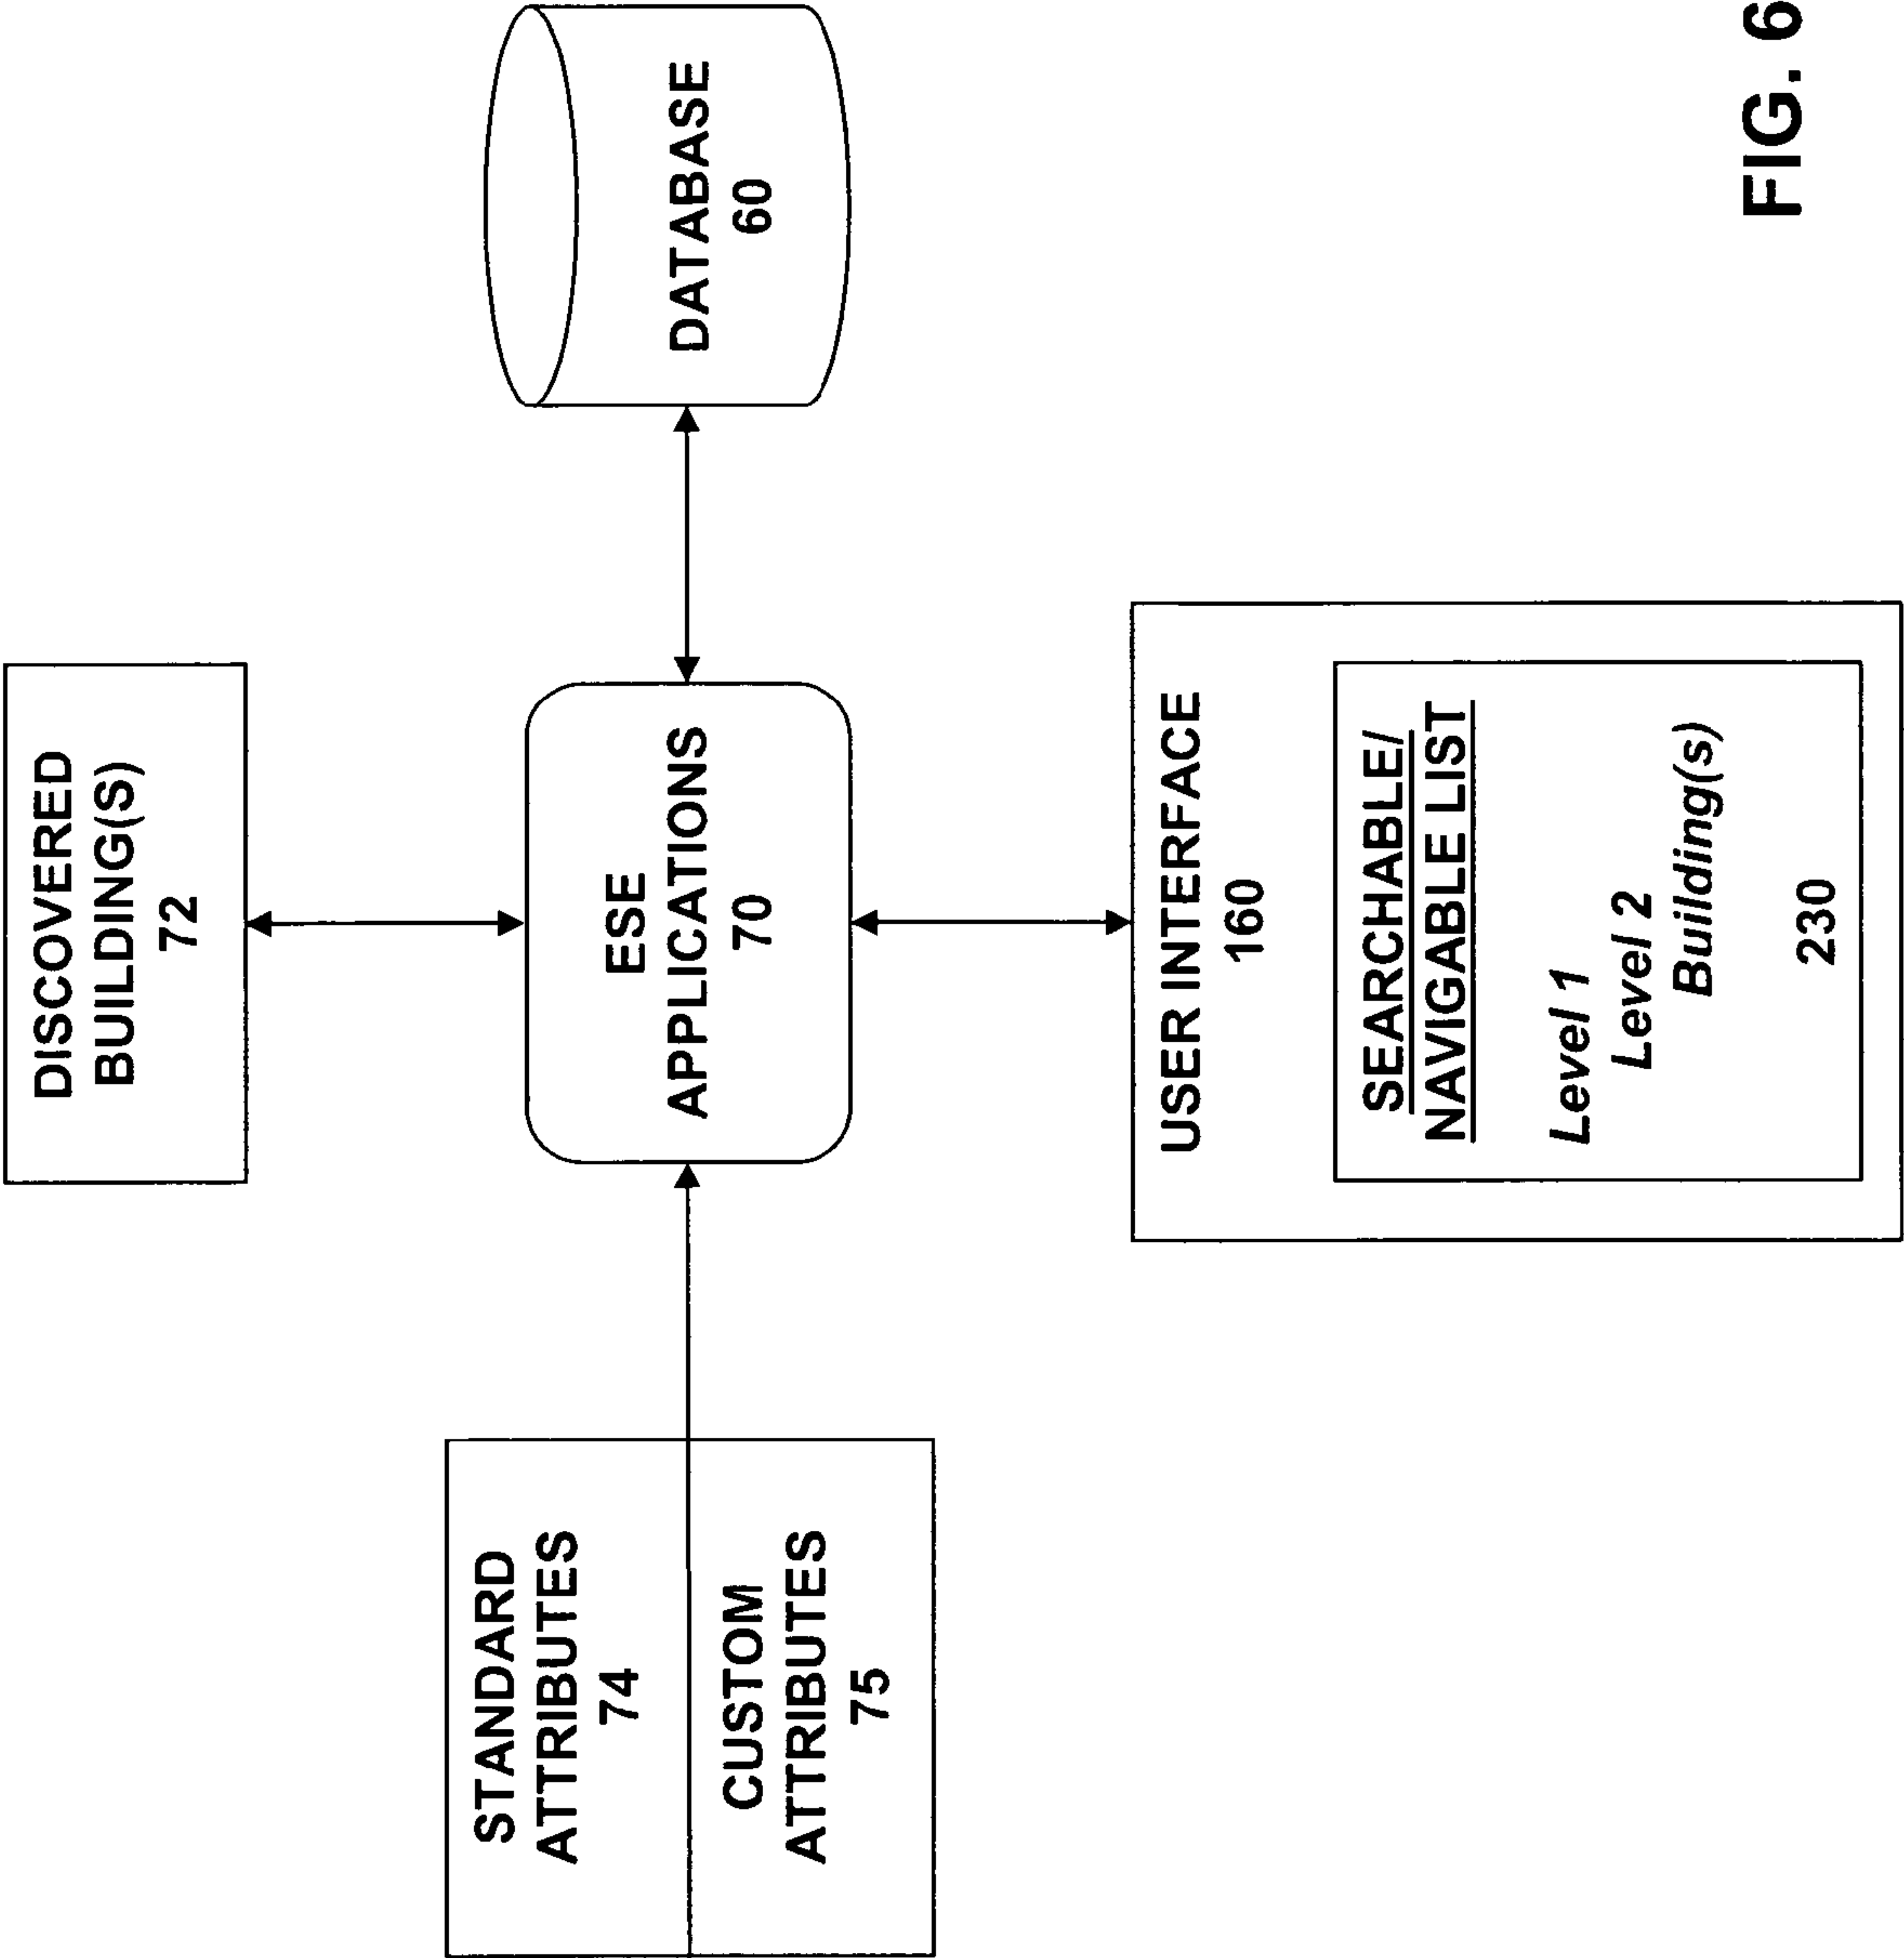 DISCOVERED
BUILDING(S)
72
STANDARD
ATTRIBUTES
74
CUSTOM
ATTRIBUTES
75
ESE
APPLICATIONS
70
DATABASE
60
USER INTERFACE
160
SEARCHABLE/
NAVIGABLE LIST
Level 1
Level 2
Building(s)
230
FIG. 6